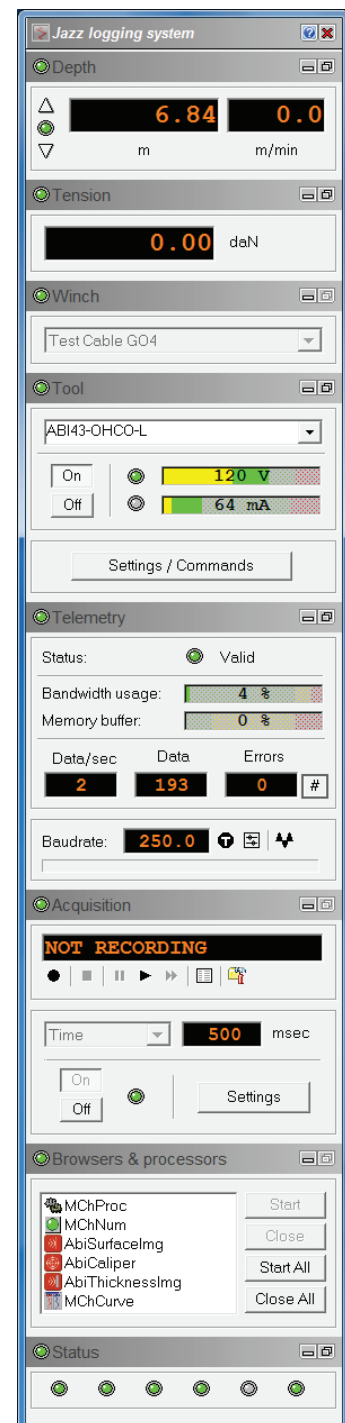 Jazz logging system
Depth
6.84 0.0
m m/min
Tension
0.00 daN
Winch
Test Cable GO4
Tool
ABI43-OHCO-L
On 120 V
Off 64 mA
Settings / Commands
Telemetry
Status: Valid
Bandwidth usage: 4 %
Memory buffer: 0 %
Data/sec Data Errors
2 193 0 #
Baudrate: 250.0 T
Acquisition
NOT RECORDING
Time 500 msec
On
Off Settings
Browsers & processors
MChProc Start
MChNum
AbiSurfaceImg Close
AbiCaliper Start All
AbiThicknessImg
MChCurve Close All
Status